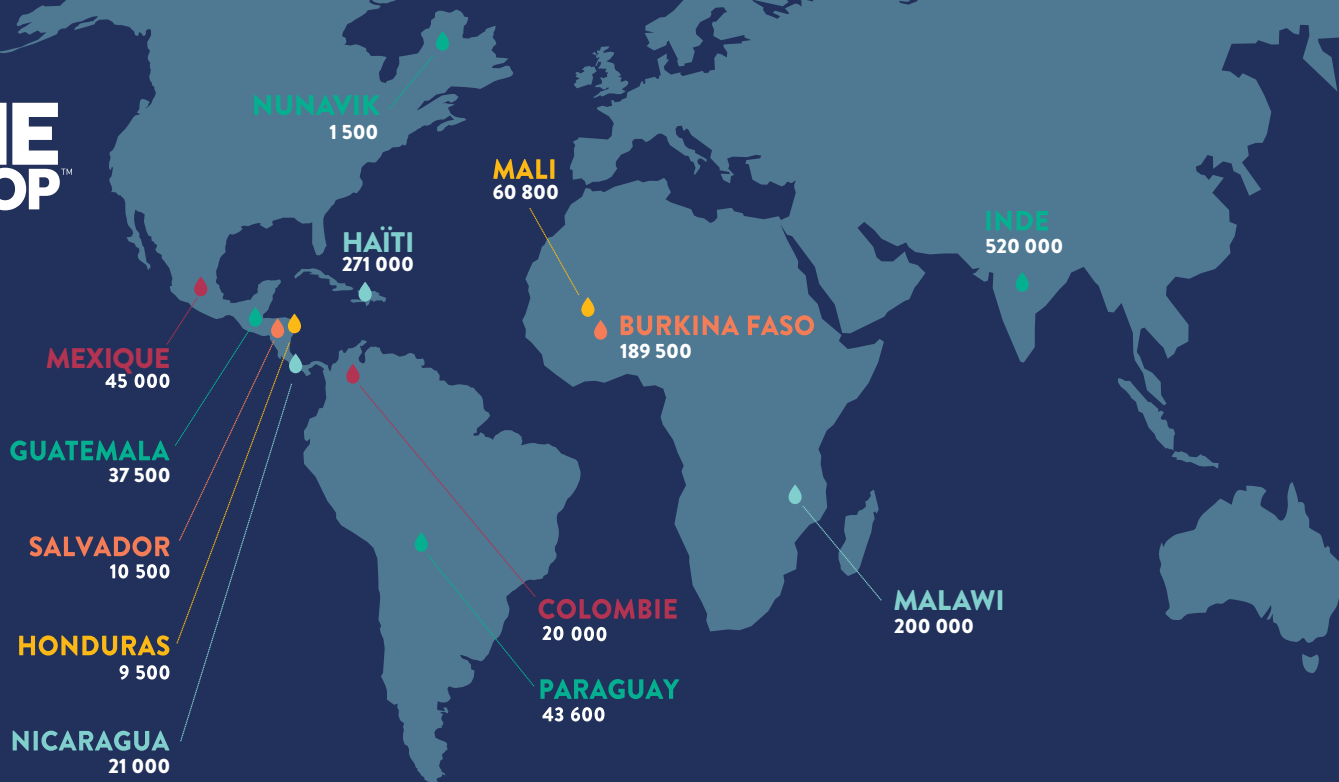 NE
OP™
NUNAVIK
1 500
MALI
60 800
HAÏTI
271 000
INDE
520 000
BURKINA FASO
189 500
MEXIQUE
45 000
GUATEMALA
37 500
SALVADOR
10 500
HONDURAS
9 500
NICARAGUA
21 000
COLOMBIE
20 000
PARAGUAY
43 600
MALAWI
200 000